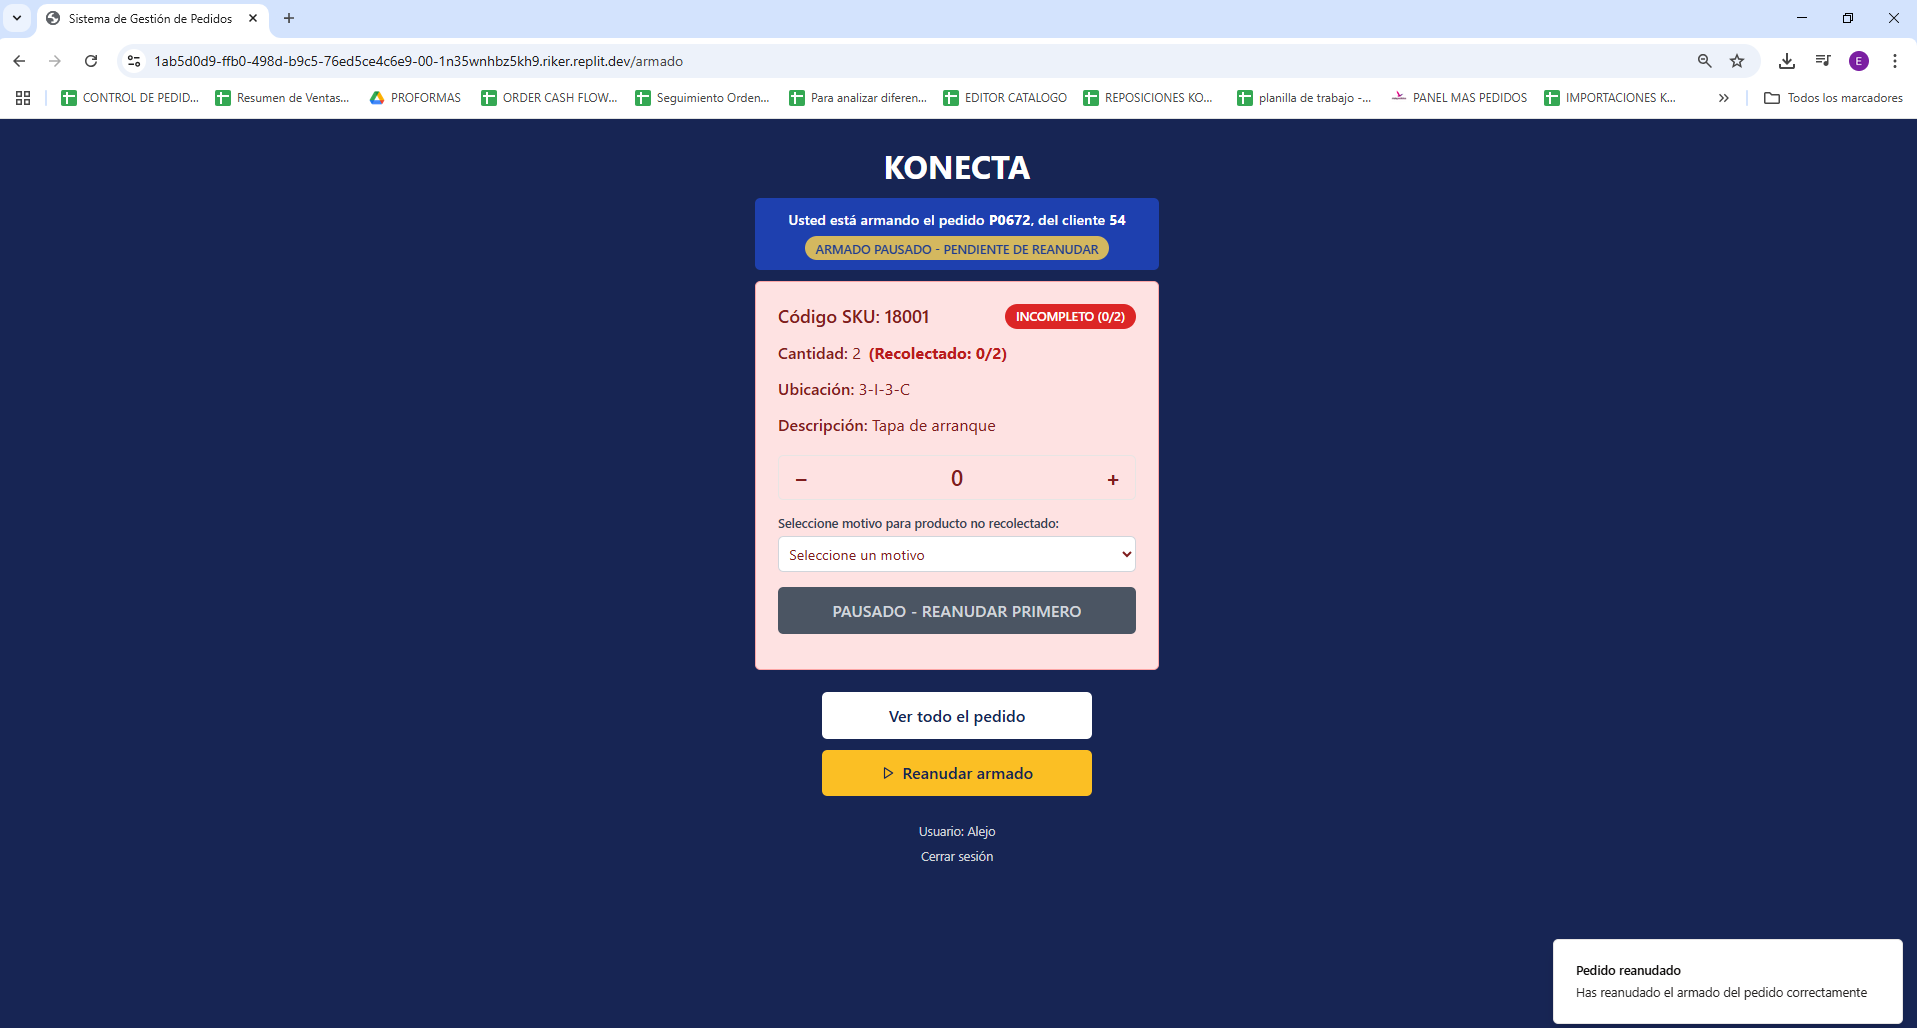 Sistema de Gestión de Pedidos
1ab5d0d9-ffb0-498d-b9c5-76ed5ce4c6e9-00-1n35wnhbz5kh9.riker.replit.dev/armado
E
CONTROL DE PEDID...
Resumen de Ventas...
PROFORMAS
ORDER CASH FLOW...
Seguimiento Orden...
Para analizar diferen...
EDITOR CATALOGO
REPOSICIONES KO...
planilla de trabajo -...
PANEL MAS PEDIDOS
IMPORTACIONES K...
Todos los marcadores
KONECTA
Usted está armando el pedido P0672, del cliente 54
ARMADO PAUSADO - PENDIENTE DE REANUDAR
Código SKU: 18001
INCOMPLETO (0/2)
Cantidad: 2 (Recolectado: 0/2)
Ubicación: 3-I-3-C
Descripción: Tapa de arranque
− 0 +
Seleccione motivo para producto no recolectado:
Seleccione un motivo
PAUSADO - REANUDAR PRIMERO
Ver todo el pedido
Reanudar armado
Usuario: Alejo
Cerrar sesión
Pedido reanudado
Has reanudado el armado del pedido correctamente